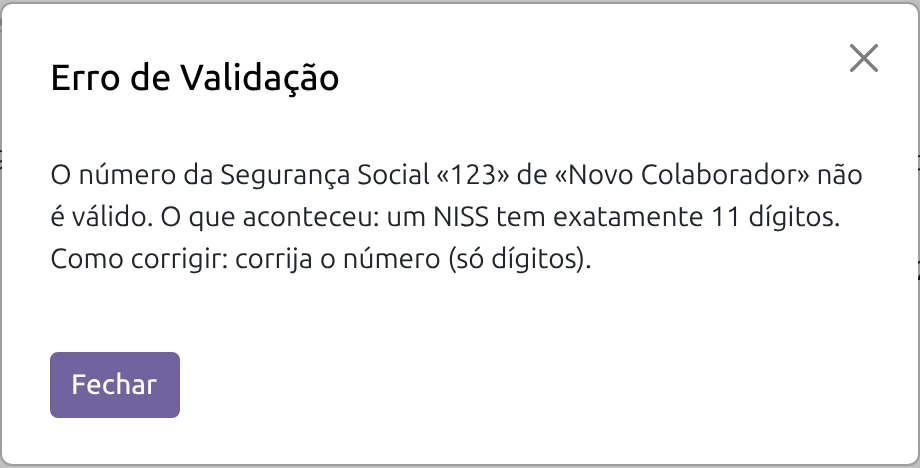 Erro de Validação
O número da Segurança Social «123» de «Novo Colaborador» não
é válido. O que aconteceu: um NISS tem exatamente 11 dígitos.
Como corrigir: corrija o número (só dígitos).
Fechar